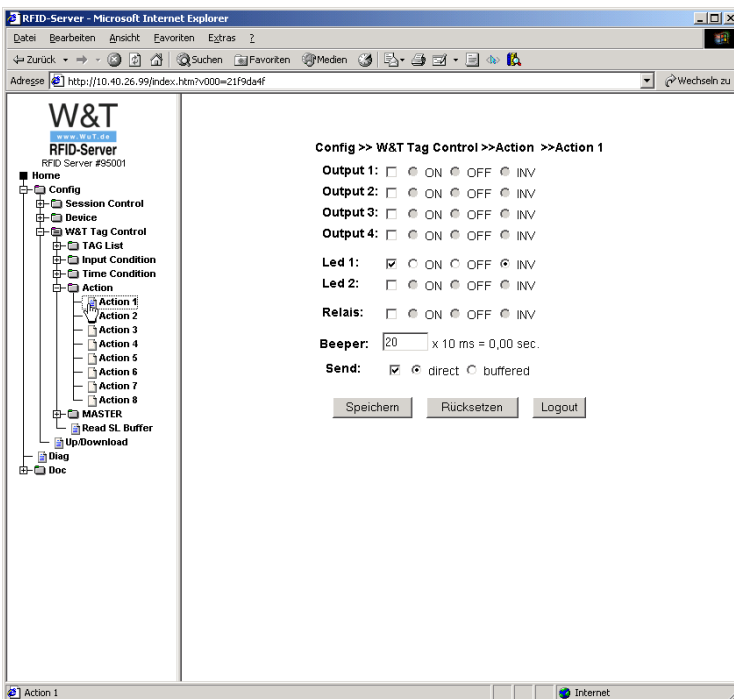 RFID-Server - Microsoft Internet Explorer
Datei Bearbeiten Ansicht Favoriten Extras ?
Zurück Suchen Favoriten Medien
Adresse http://10.40.26.99/index.htm?v000=21f9da4f Wechseln zu
W&T
www.WuT.de
RFID-Server
RFID Server #95001
Home
Config
Session Control
Device
W&T Tag Control
TAG List
Input Condition
Time Condition
Action
Action 1
Action 2
Action 3
Action 4
Action 5
Action 6
Action 7
Action 8
MASTER
Read SL Buffer
Up/Download
Diag
Doc
Config >> W&T Tag Control >>Action >>Action 1
Output 1: ON OFF INV
Output 2: ON OFF INV
Output 3: ON OFF INV
Output 4: ON OFF INV
Led 1: ON OFF INV
Led 2: ON OFF INV
Relais: ON OFF INV
Beeper: 20 x 10 ms = 0,00 sec.
Send: direct buffered
Speichern Rücksetzen Logout
Action 1 Internet